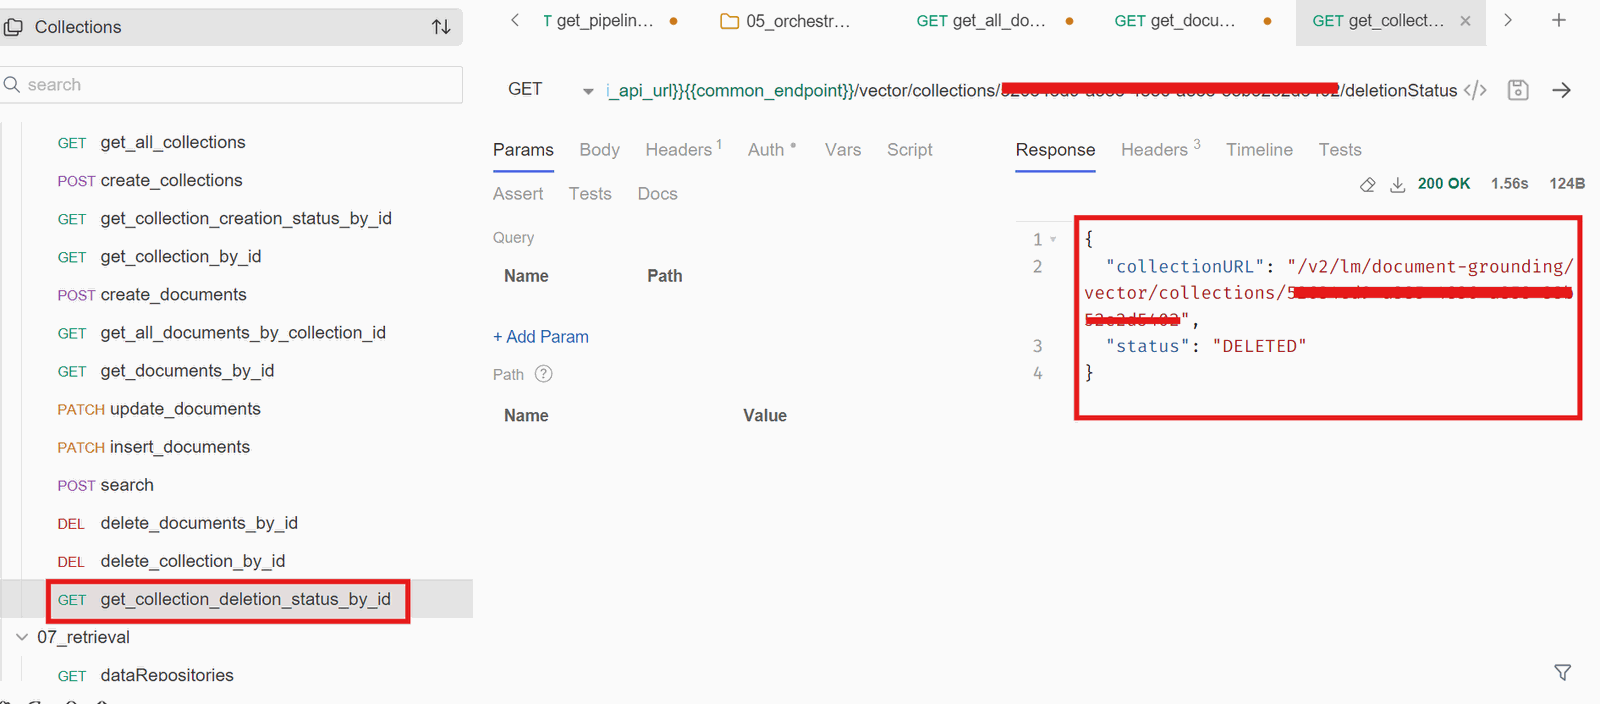 Collections
search
GET get_all_collections
POST create_collections
GET get_collection_creation_status_by_id
GET get_collection_by_id
POST create_documents
GET get_all_documents_by_collection_id
GET get_documents_by_id
PATCH update_documents
PATCH insert_documents
POST search
DEL delete_documents_by_id
DEL delete_collection_by_id
GET get_collection_deletion_status_by_id
07_retrieval
GET dataRepositories
T get_pipelin... 05_orchestr... GET get_all_do... GET get_docu... GET get_collect...
GET i_api_url}}{{common_endpoint}}/vector/collections/ /deletionStatus
Params Body Headers 1 Auth Vars Script
Assert Tests Docs
Query
Name Path
+ Add Param
Path ?
Name Value
Response Headers 3 Timeline Tests
200 OK 1.56s 124B
1 {
2 "collectionURL": "/v2/lm/document-grounding/
vector/collections/5
",
3 "status": "DELETED"
4 }